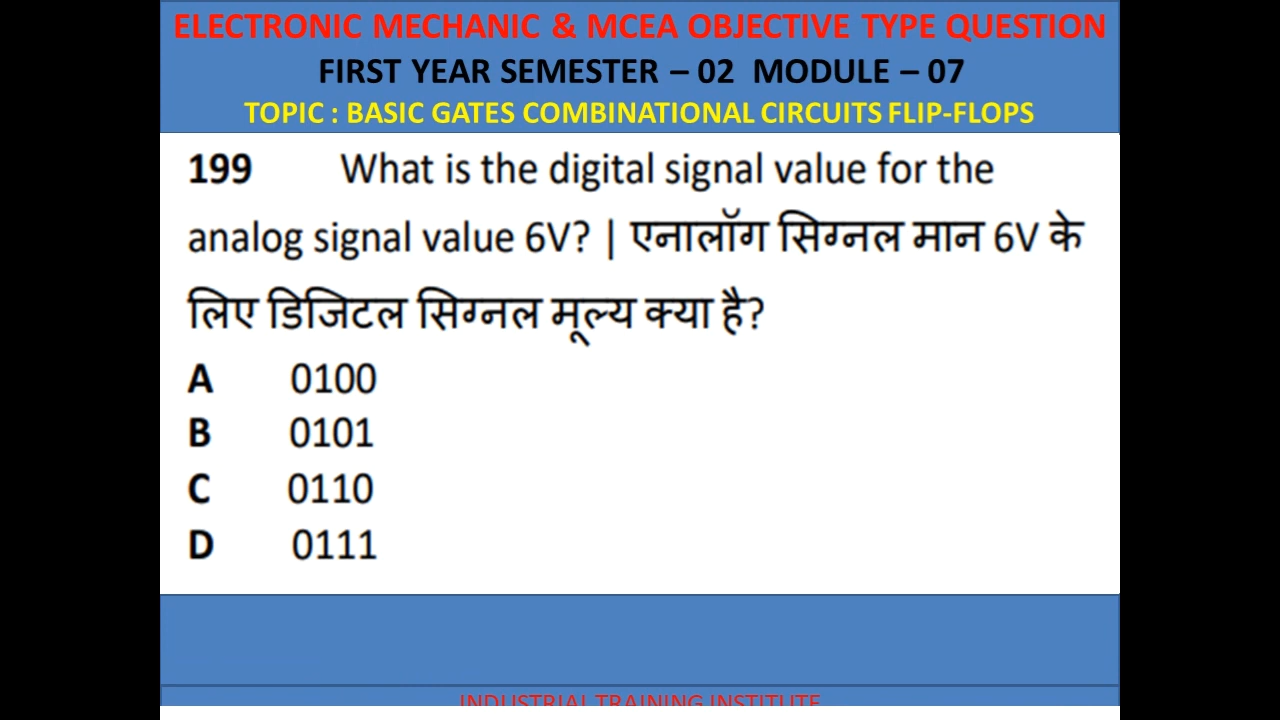 ELECTRONIC MECHANIC & MCEA OBJECTIVE TYPE QUESTION
FIRST YEAR SEMESTER – 02 MODULE – 07
TOPIC : BASIC GATES COMBINATIONAL CIRCUITS FLIP-FLOPS
199 What is the digital signal value for the
analog signal value 6V? | एनालॉग सिग्नल मान 6V के
लिए डिजिटल सिग्नल मूल्य क्या है?
A 0100
B 0101
C 0110
D 0111
INDUSTRIAL TRAINING INSTITUTE